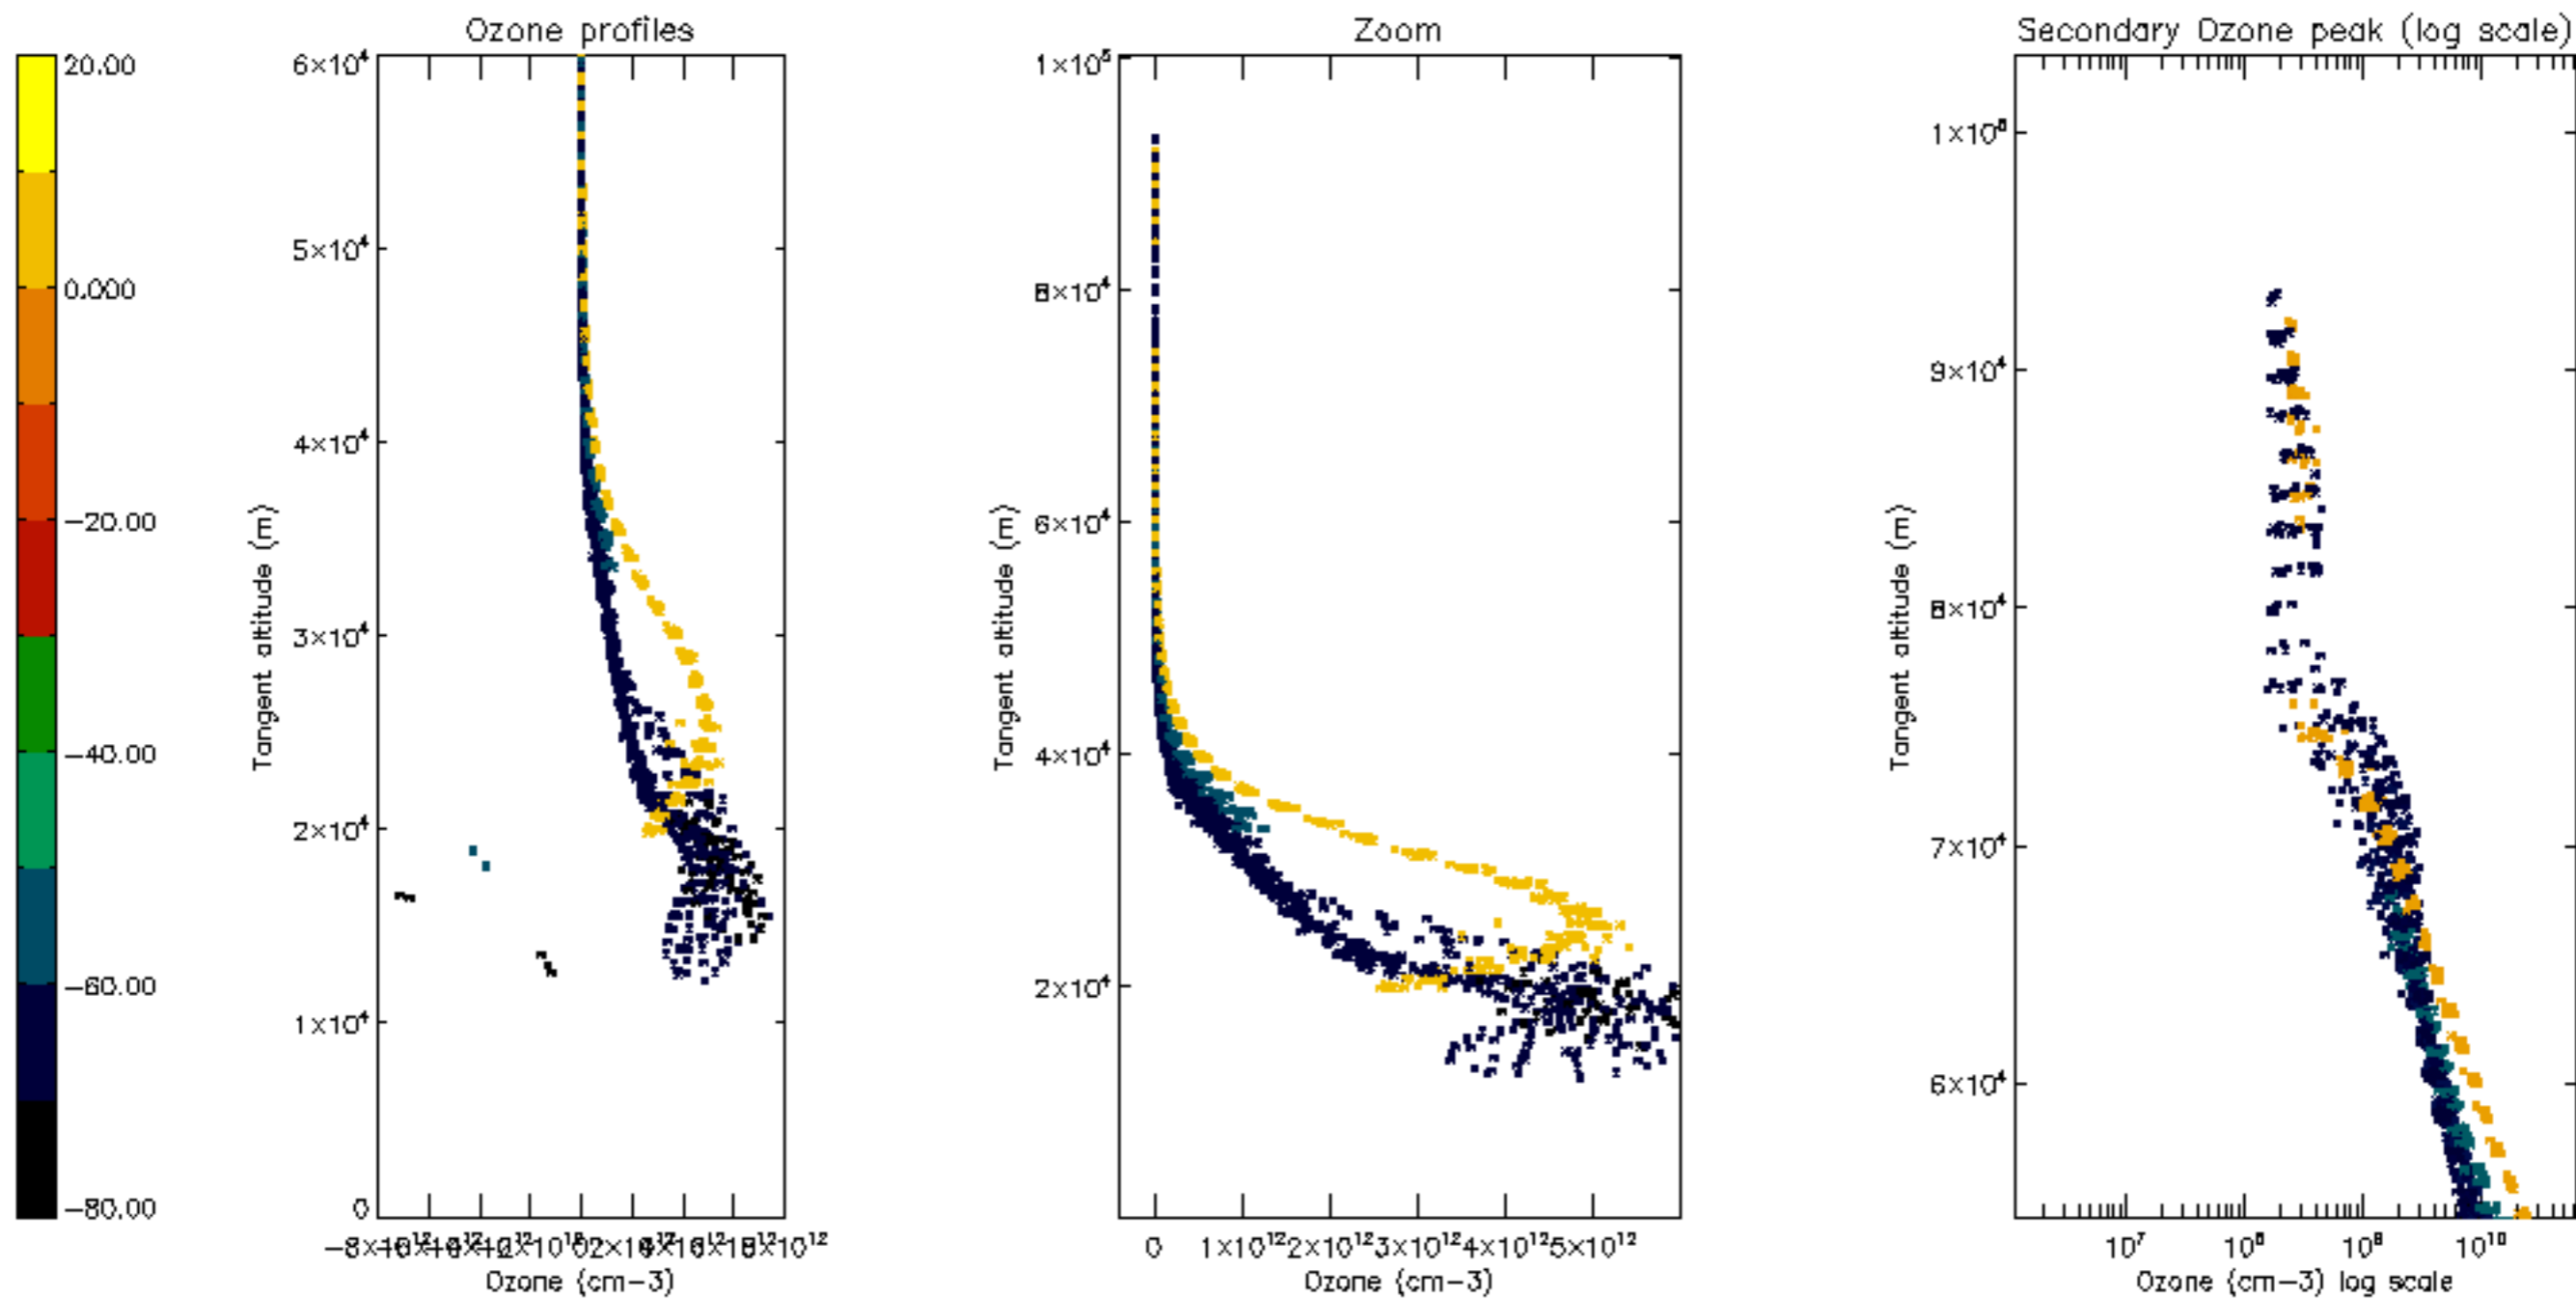 Ozone profiles
Zoom
Secondary Ozone peak (log scale)
20.00
0.000
−20.00
−40.00
−60.00
−80.00
6×10⁴
5×10⁴
4×10⁴
3×10⁴
2×10⁴
1×10⁴
0
Tangent altitude (m)
Ozone (cm−3)
1×10⁵
8×10⁴
6×10⁴
4×10⁴
2×10⁴
Tangent altitude (m)
0 1×10¹² 2×10¹² 3×10¹² 4×10¹² 5×10¹²
Ozone (cm−3)
9×10⁴
8×10⁴
7×10⁴
6×10⁴
Tangent altitude (m)
10⁷ 10⁸ 10⁹ 10¹⁰
Ozone (cm−3) log scale